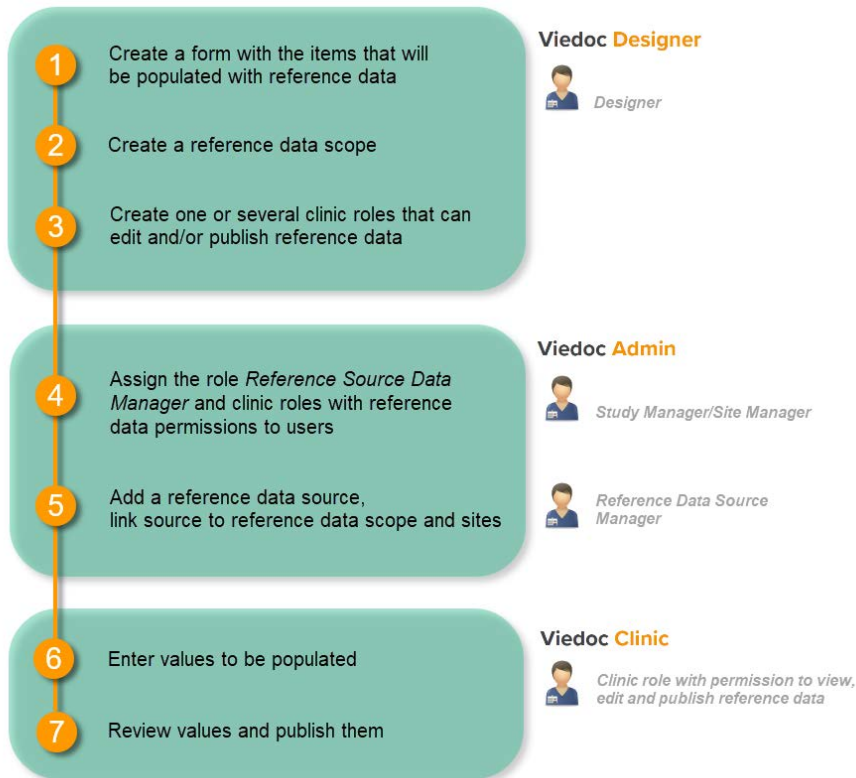 Viedoc Designer
Designer
1
Create a form with the items that will
be populated with reference data
2
Create a reference data scope
3
Create one or several clinic roles that can
edit and/or publish reference data
Viedoc Admin
4
Assign the role Reference Source Data
Manager and clinic roles with reference
data permissions to users
Study Manager/Site Manager
5
Add a reference data source,
link source to reference data scope and sites
Reference Data Source
Manager
Viedoc Clinic
6
Enter values to be populated
Clinic role with permission to view,
edit and publish reference data
7
Review values and publish them